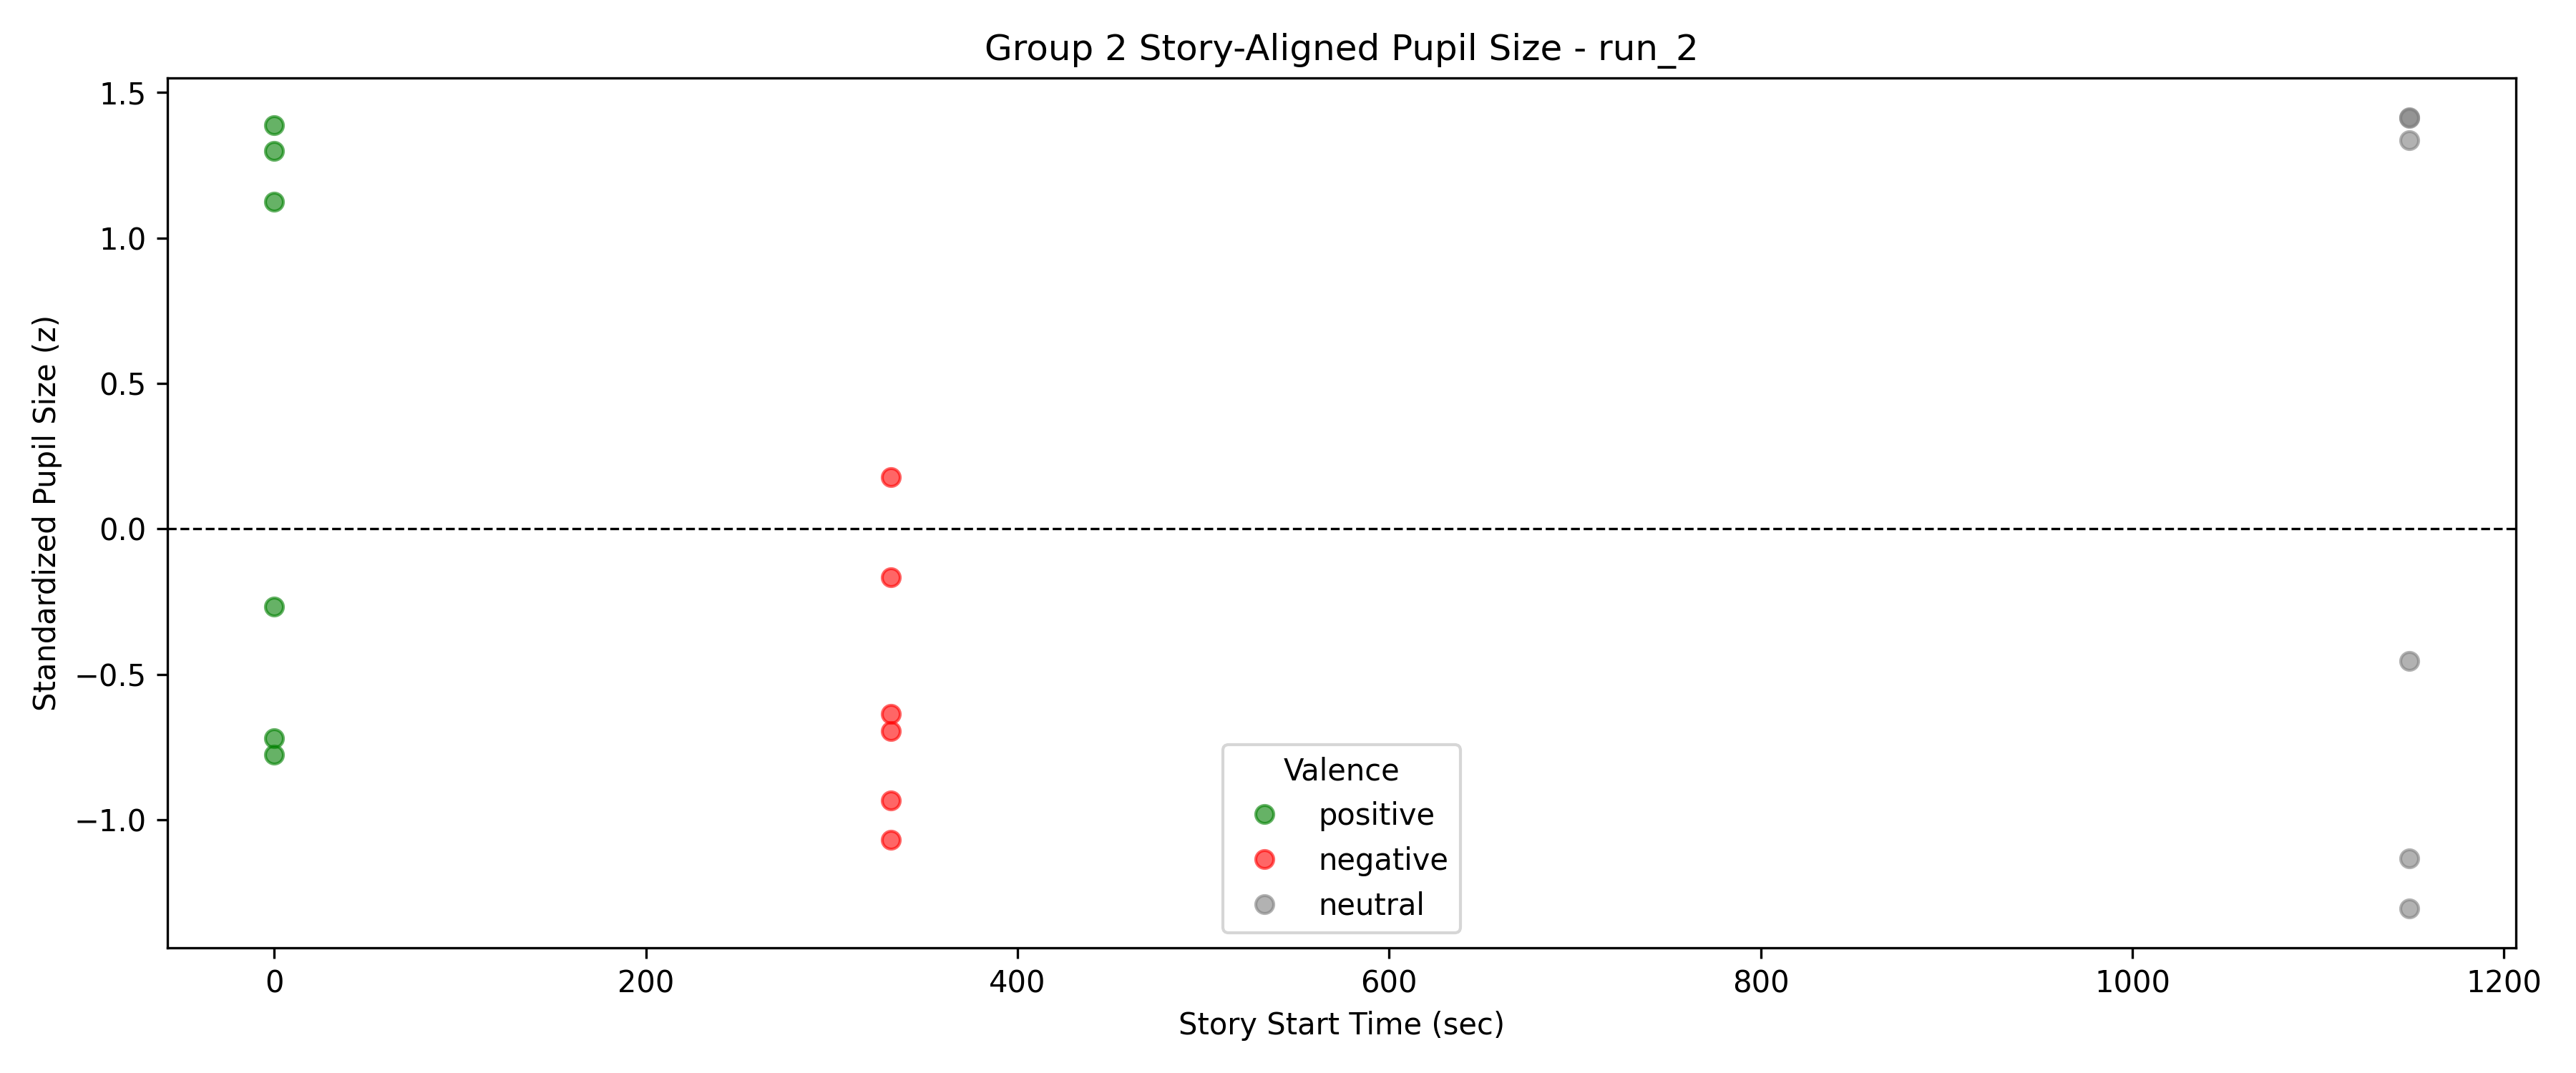 Group 2 Story-Aligned Pupil Size - run_2
Standardized Pupil Size (z)
1.5
1.0
0.5
0.0
−0.5
−1.0
Valence
positive
negative
neutral
0 200 400 600 800 1000 1200
Story Start Time (sec)